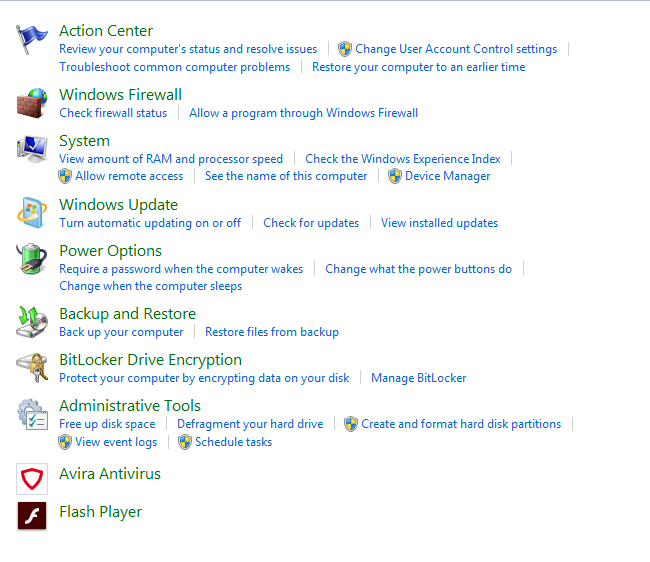 Action Center
Review your computer's status and resolve issues Change User Account Control settings
Troubleshoot common computer problems Restore your computer to an earlier time
Windows Firewall
Check firewall status Allow a program through Windows Firewall
System
View amount of RAM and processor speed Check the Windows Experience Index
Allow remote access See the name of this computer Device Manager
Windows Update
Turn automatic updating on or off Check for updates View installed updates
Power Options
Require a password when the computer wakes Change what the power buttons do
Change when the computer sleeps
Backup and Restore
Back up your computer Restore files from backup
BitLocker Drive Encryption
Protect your computer by encrypting data on your disk Manage BitLocker
Administrative Tools
Free up disk space Defragment your hard drive Create and format hard disk partitions
View event logs Schedule tasks
Avira Antivirus
Flash Player